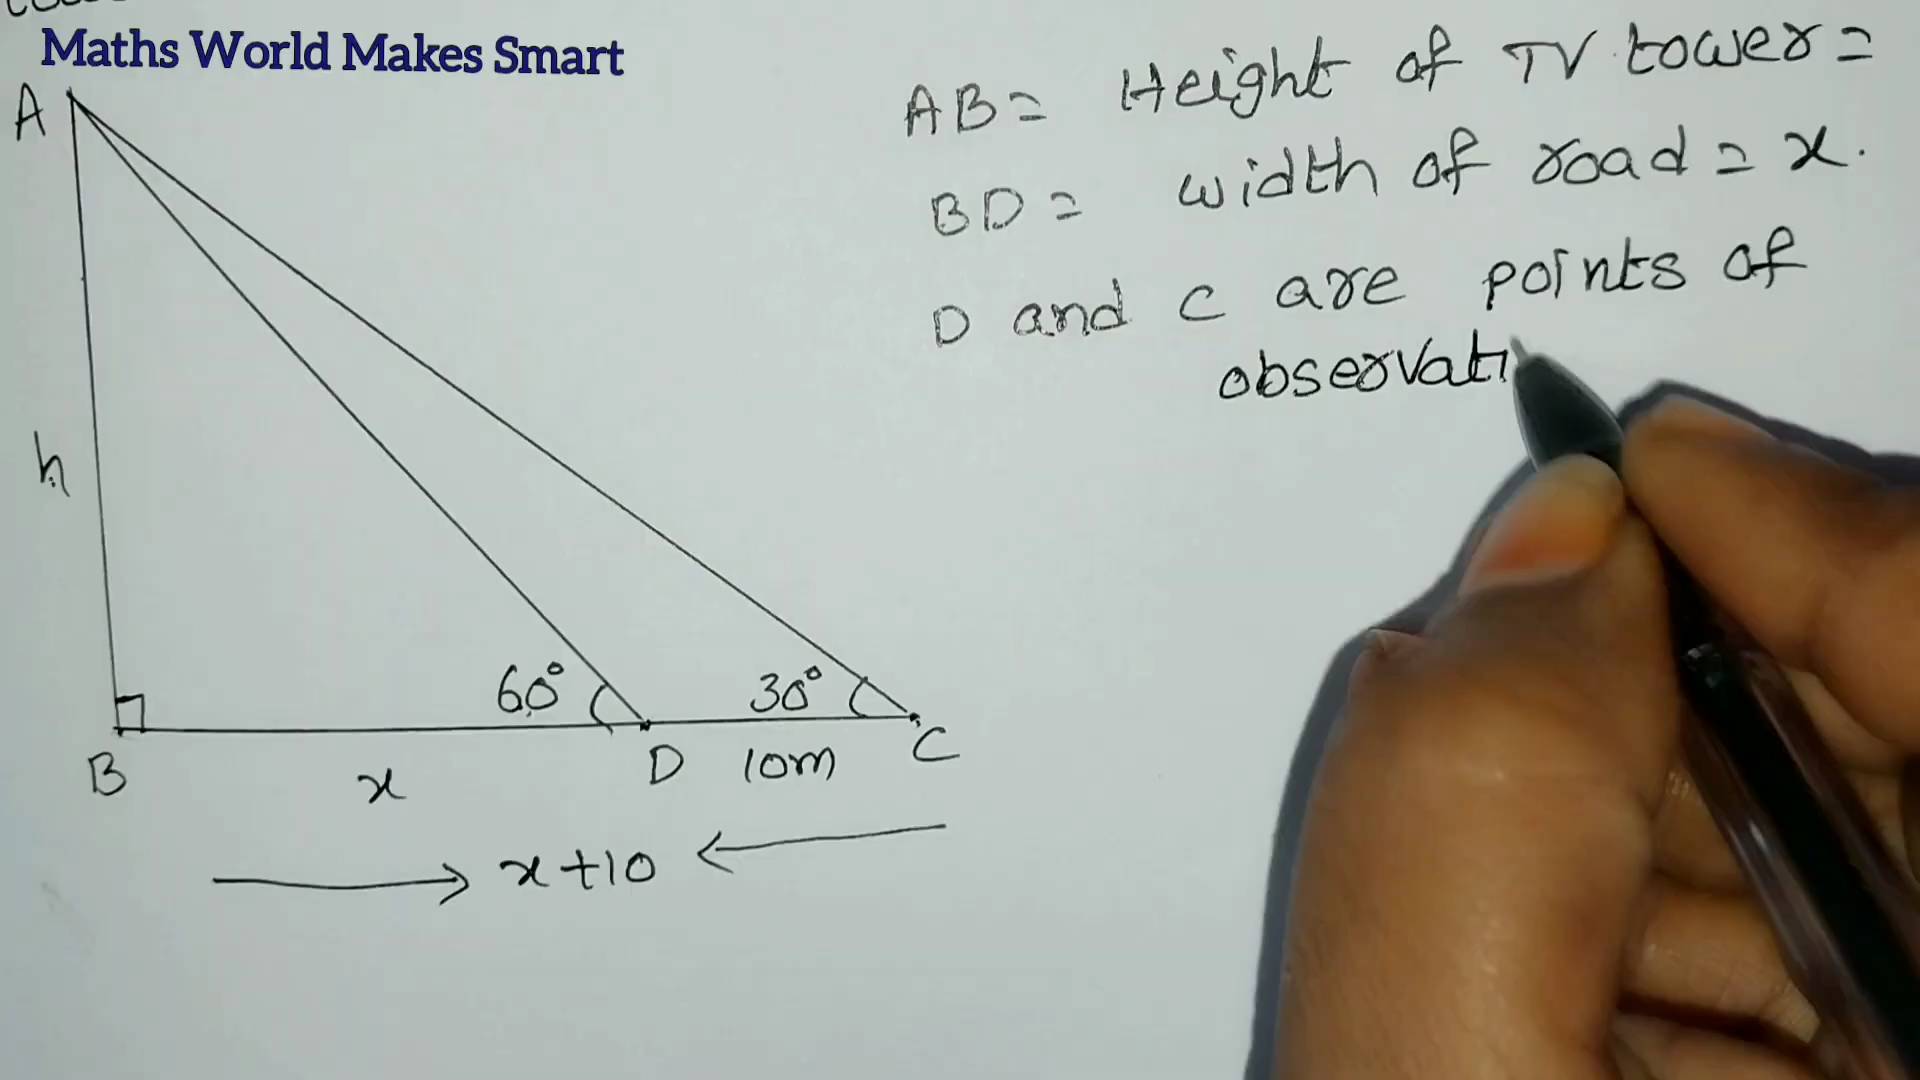 Maths World Makes Smart
A
AB = Height of TV tower =
BD = width of road = x.
D and C are points of
observati
h
60° 30°
B x D 10m C
x+10